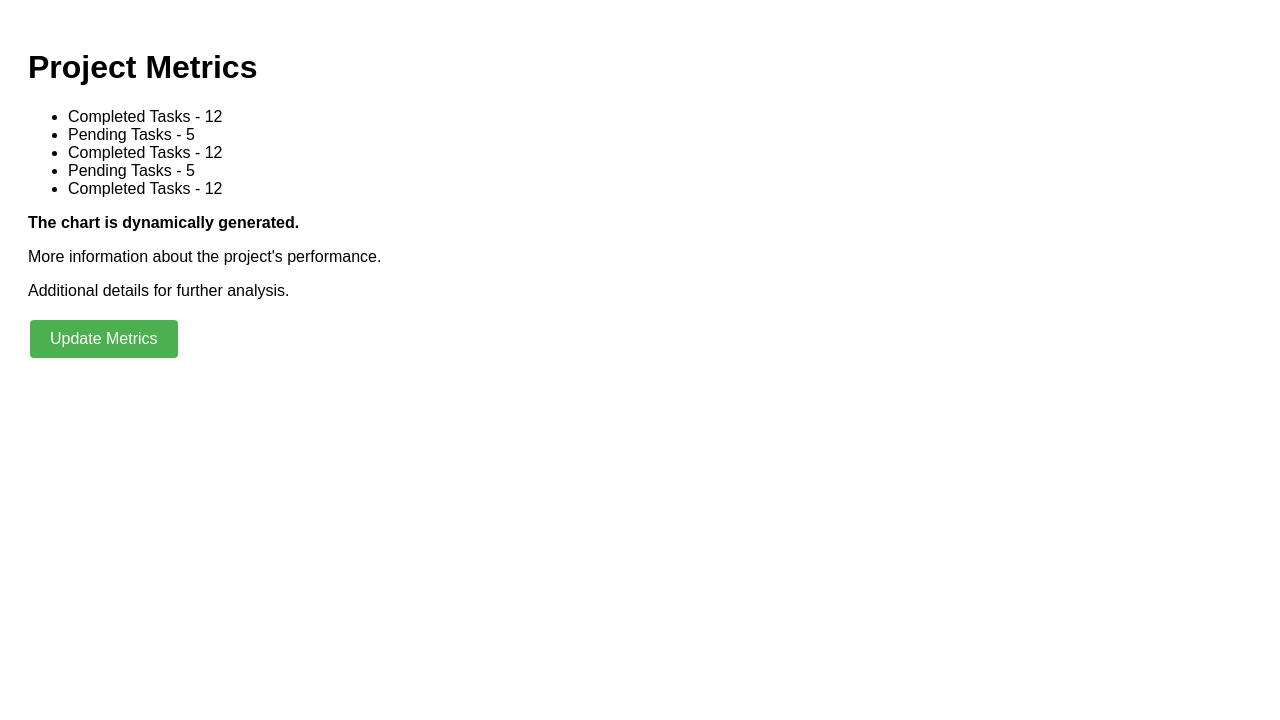 Project Metrics
Completed Tasks - 12
Pending Tasks - 5
Completed Tasks - 12
Pending Tasks - 5
Completed Tasks - 12
The chart is dynamically generated.
More information about the project's performance.
Additional details for further analysis.
Update Metrics